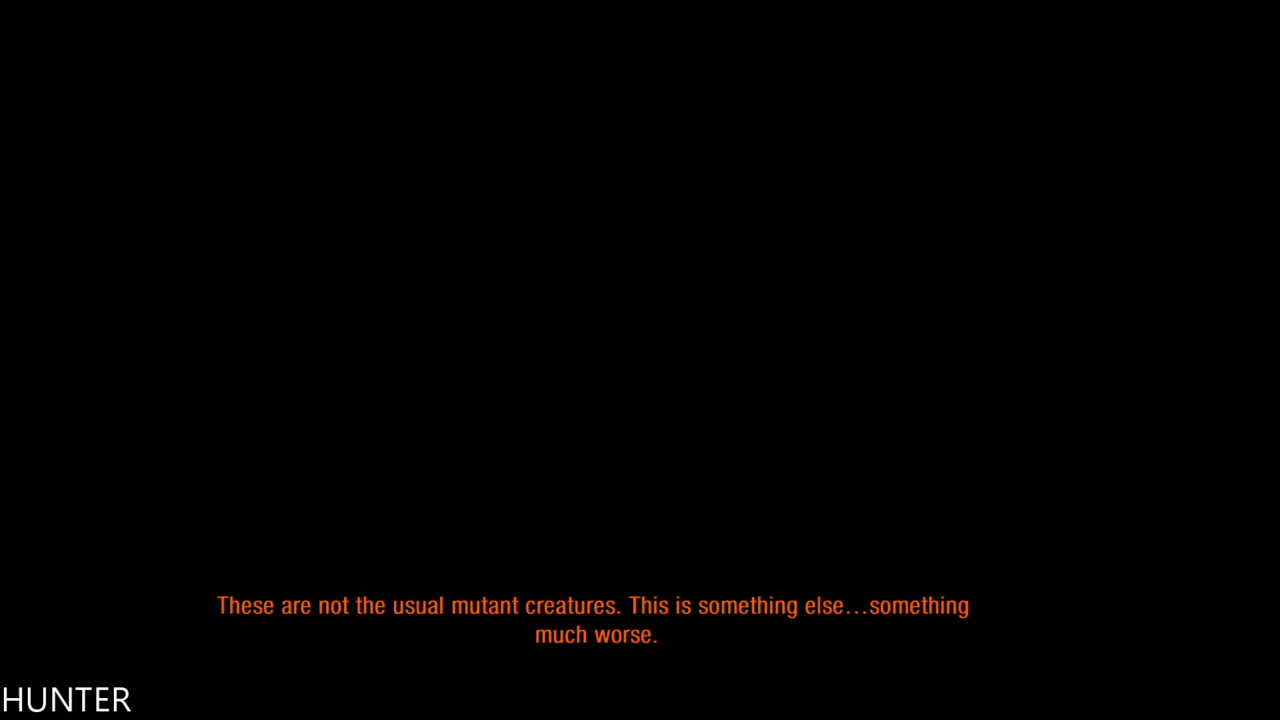 These are not the usual mutant creatures. This is something else...something
much worse.
HUNTER